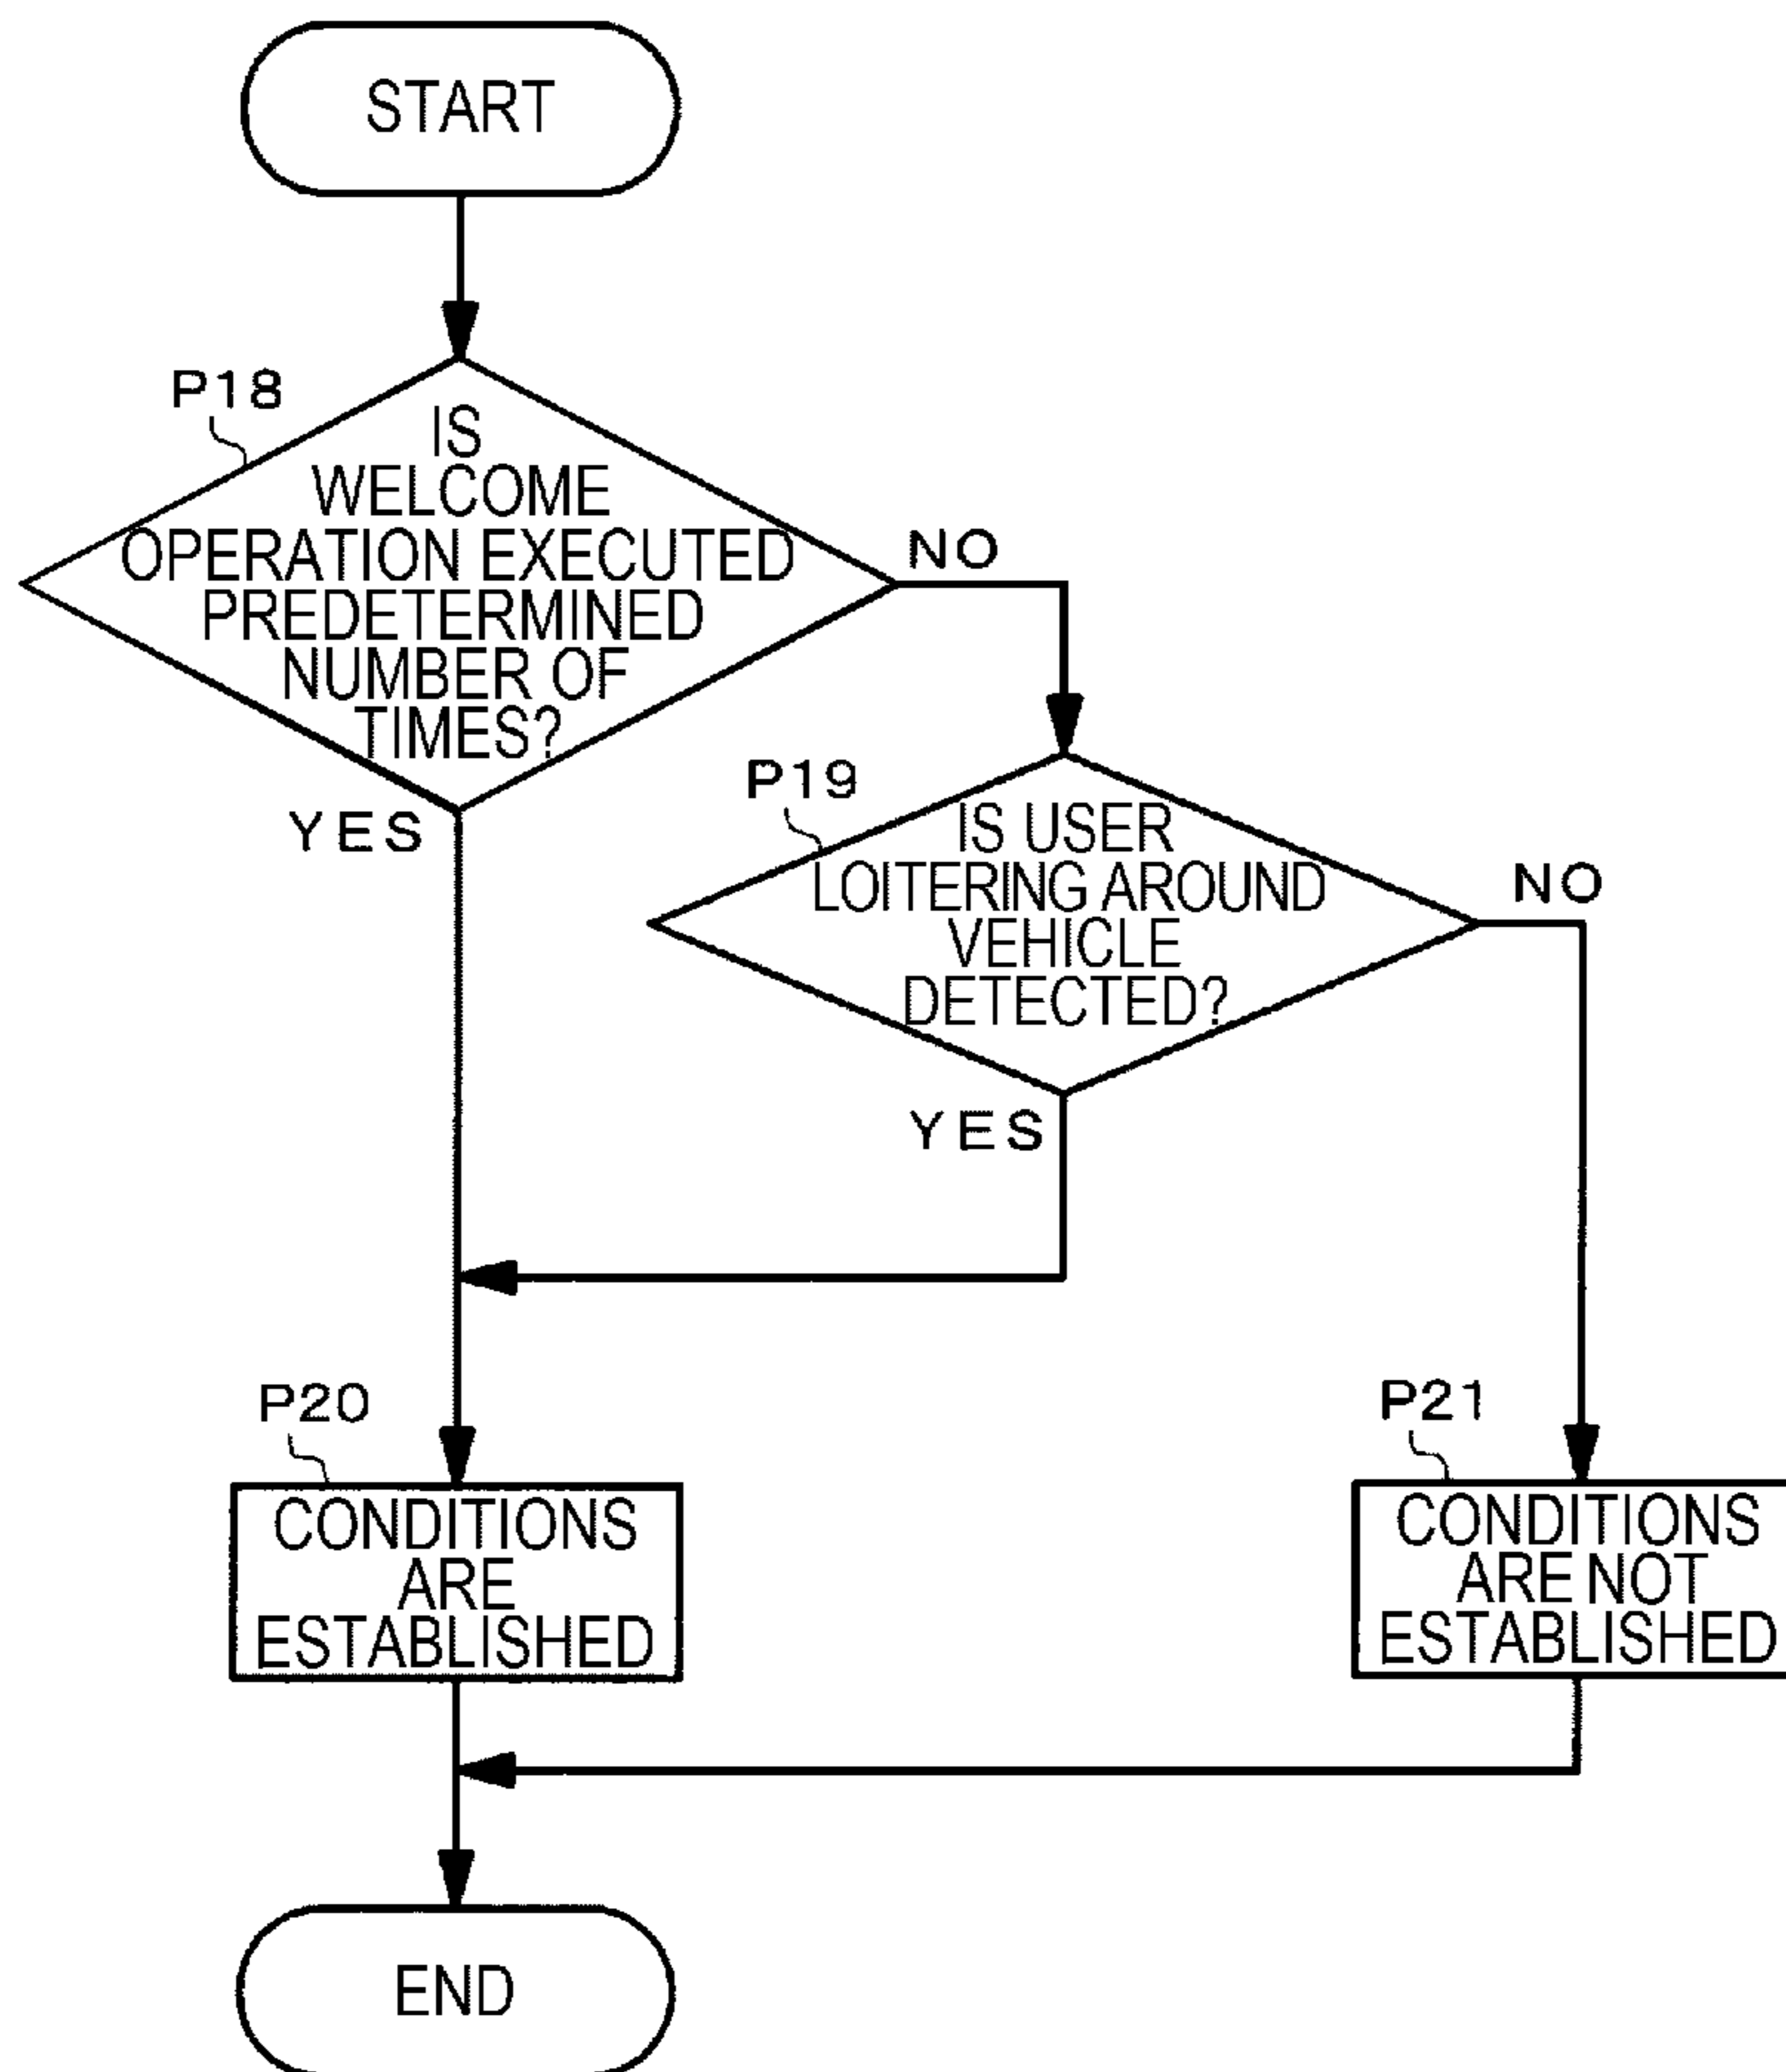 START
P18
IS
WELCOME
OPERATION EXECUTED
PREDETERMINED
NUMBER OF
TIMES?
NO
YES
P19
IS USER
LOITERING AROUND
VEHICLE
DETECTED?
NO
YES
P20
CONDITIONS
ARE
ESTABLISHED
P21
CONDITIONS
ARE NOT
ESTABLISHED
END